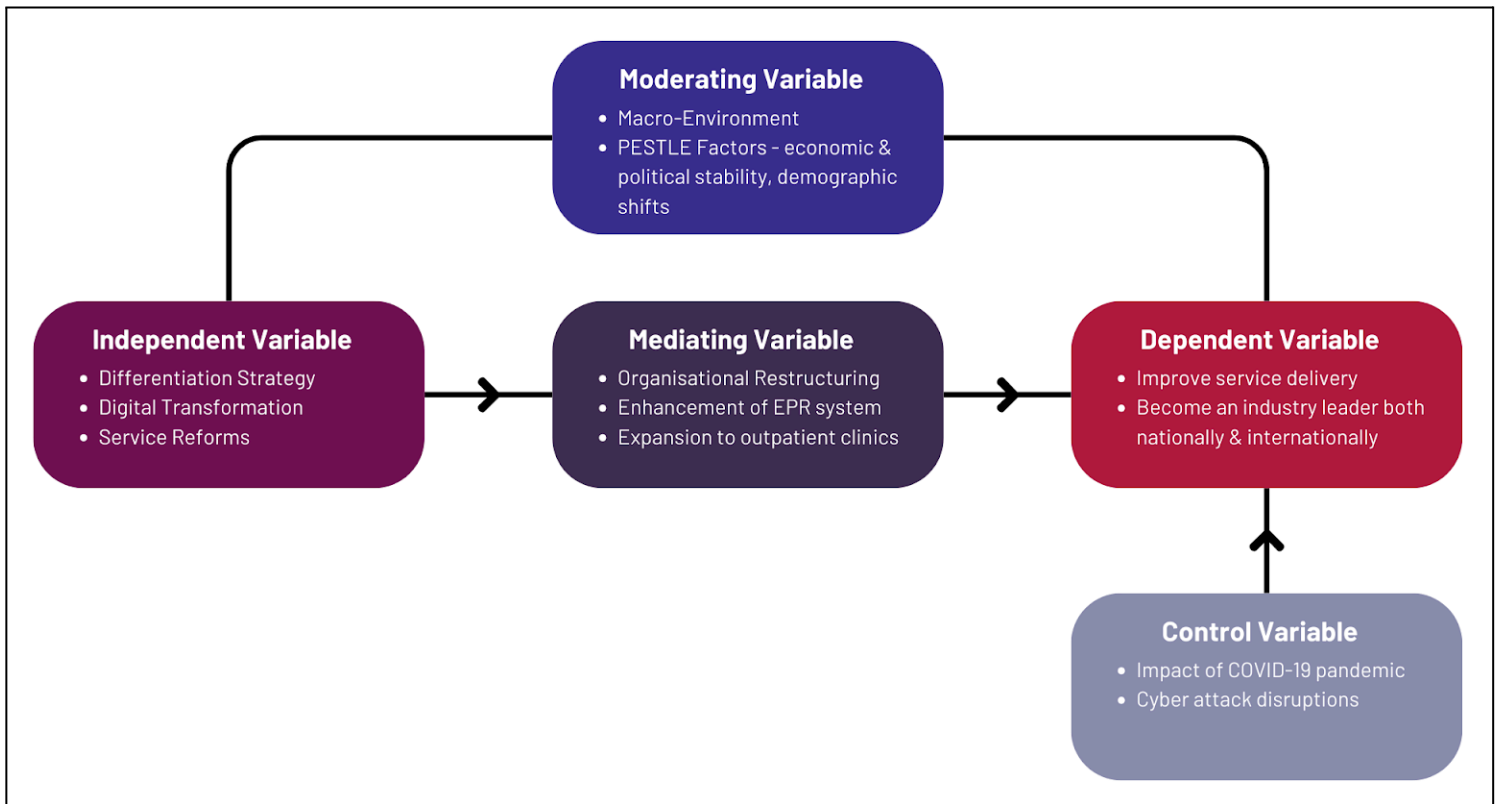 Moderating Variable
• Macro-Environment
• PESTLE Factors - economic &
political stability, demographic
shifts
Independent Variable
• Differentiation Strategy
• Digital Transformation
• Service Reforms
Mediating Variable
• Organisational Restructuring
• Enhancement of EPR system
• Expansion to outpatient clinics
Dependent Variable
• Improve service delivery
• Become an industry leader both
nationally & internationally
Control Variable
• Impact of COVID-19 pandemic
• Cyber attack disruptions